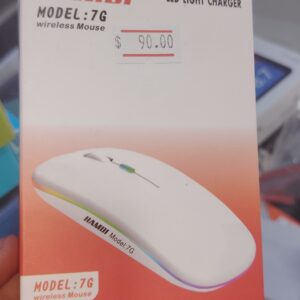 LED LIGHT CHARGER
MODEL:7G
wireless Mouse
$ 90.00
HAMDI Model:7G
MODEL:7G
wireless Mouse